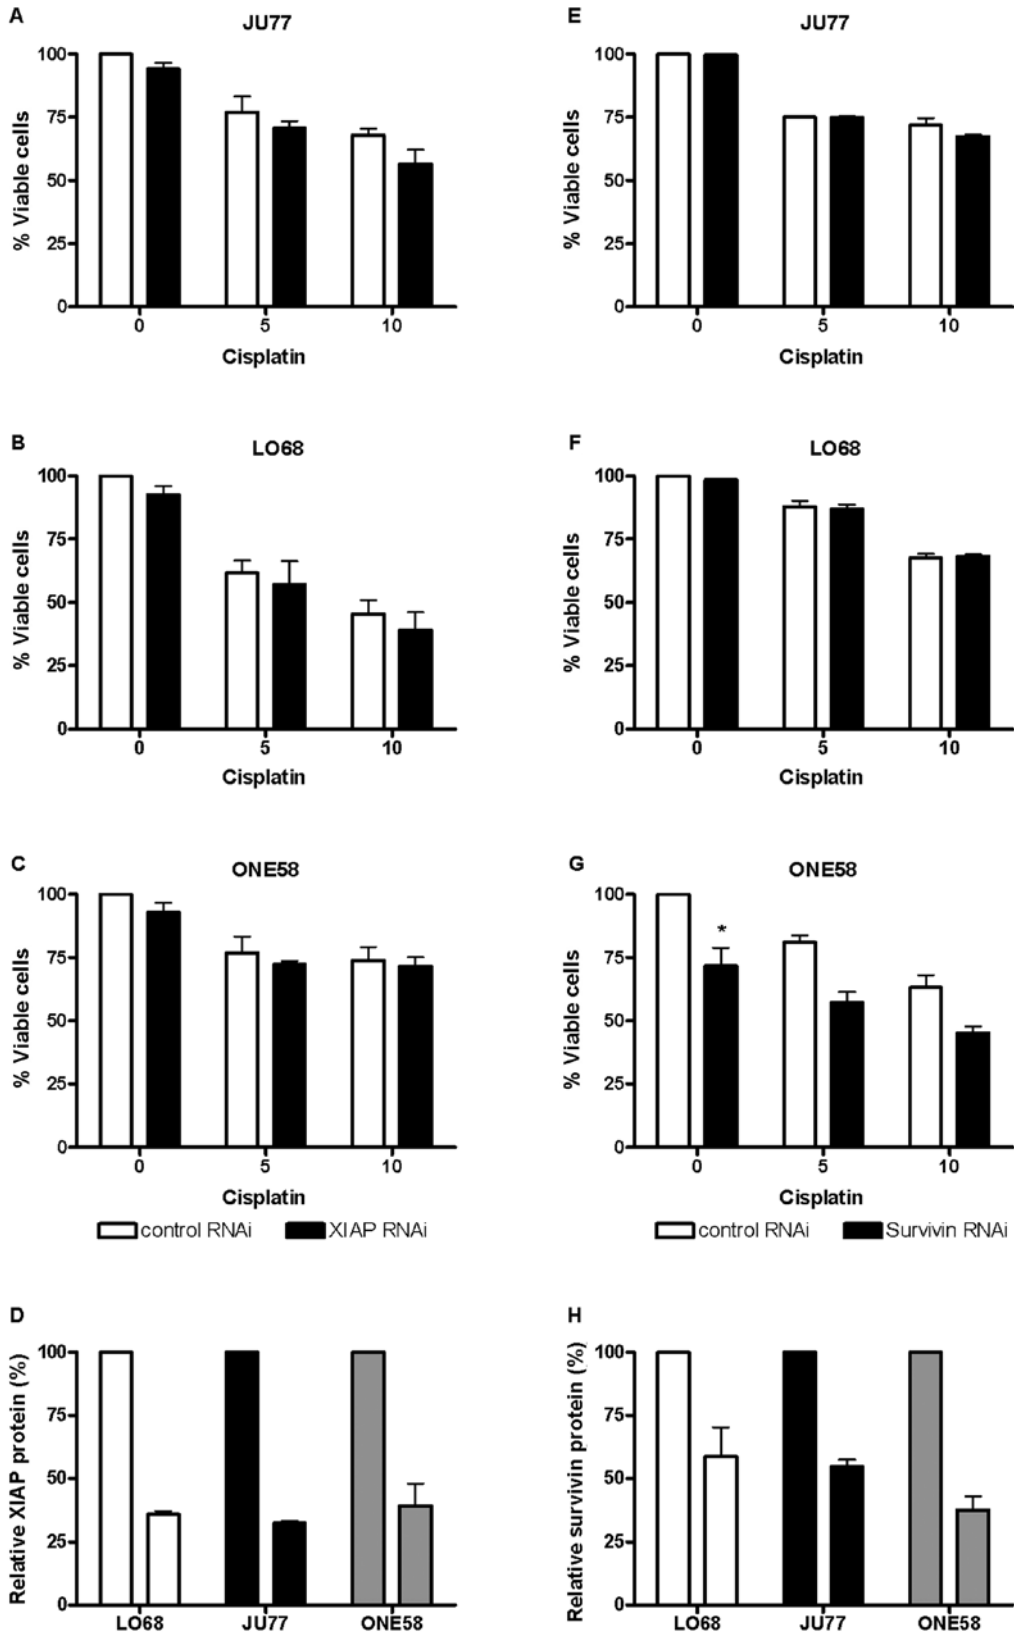 A
JU77
% Viable cells
100
75
50
25
0
0 5 10
Cisplatin
E
JU77
% Viable cells
100
75
50
25
0
0 5 10
Cisplatin
B
LO68
% Viable cells
100
75
50
25
0
0 5 10
Cisplatin
F
LO68
% Viable cells
100
75
50
25
0
0 5 10
Cisplatin
C
ONE58
% Viable cells
100
75
50
25
0
0 5 10
Cisplatin
control RNAi XIAP RNAi
G
ONE58
% Viable cells
100
75
50
25
0
*
0 5 10
Cisplatin
control RNAi Survivin RNAi
D
Relative XIAP protein (%)
100
75
50
25
0
LO68 JU77 ONE58
H
Relative survivin protein (%)
100
75
50
25
0
LO68 JU77 ONE58